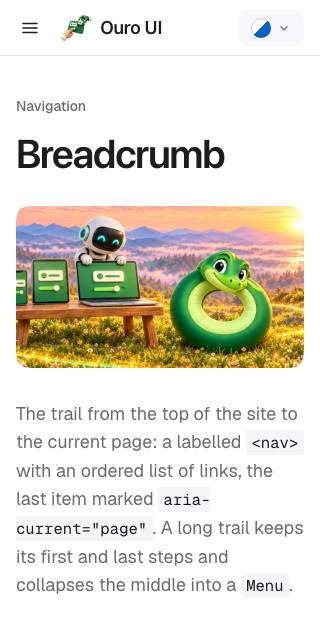 Ouro UI
Navigation
Breadcrumb
The trail from the top of the site to
the current page: a labelled <nav>
with an ordered list of links, the
last item marked aria-
current="page". A long trail keeps
its first and last steps and
collapses the middle into a Menu.